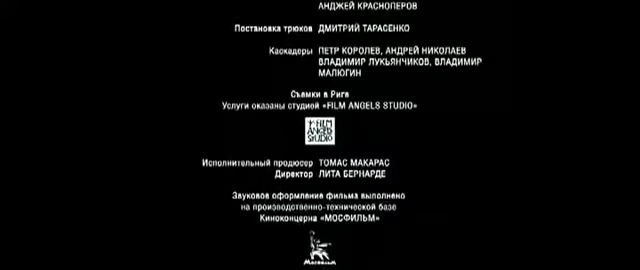 АНДЖЕЙ КРАСНОПЕРОВ
Постановка трюков ДМИТРИЙ ТАРАСЕНКО
Каскадеры ПЕТР КОРОЛЕВ, АНДРЕЙ НИКОЛАЕВ
ВЛАДИМИР ЛУКЬЯНЧИКОВ, ВЛАДИМИР
МАЛЮГИН
Съемки в Риге
Услуги оказаны студией «FILM ANGELS STUDIO»
FILM
ANGELS
STUDIO
Исполнительный продюсер ТОМАС МАКАРАС
Директор ЛИТА БЕРНАРДЕ
Звуковое оформление фильма выполнено
на производственно-технической базе
Киноконцерна «МОСФИЛЬМ»
МОСФИЛЬМ